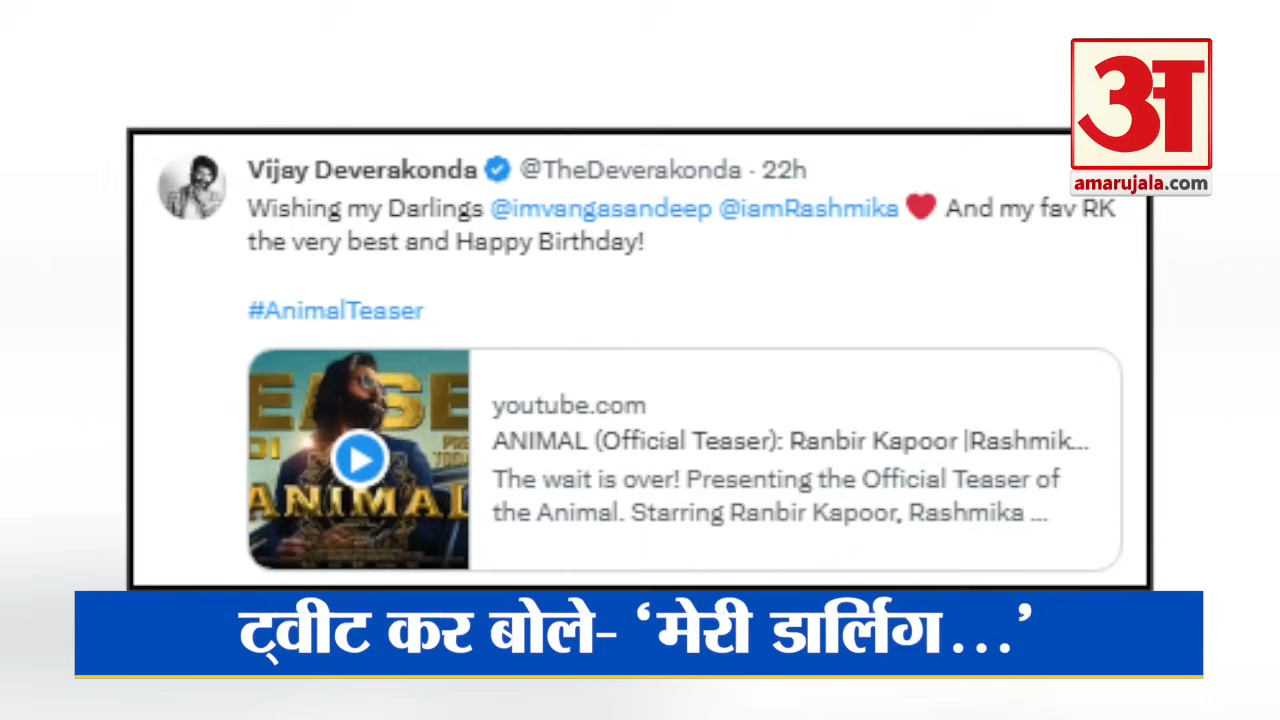 अ
amarujala.com
Vijay Deverakonda @TheDeverakonda · 22h
Wishing my Darlings @imvangasandeep @iamRashmika ❤ And my fav RK
the very best and Happy Birthday!
#AnimalTeaser
EASE
ANIMAL
youtube.com
ANIMAL (Official Teaser): Ranbir Kapoor |Rashmik...
The wait is over! Presenting the Official Teaser of
the Animal. Starring Ranbir Kapoor, Rashmika ...
ट्वीट कर बोले- ‘मेरी डार्लिंग...’